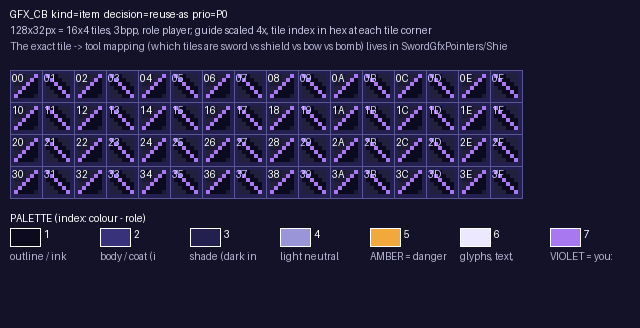 GFX_CB kind=item decision=reuse-as prio=P0
128x32px = 16x4 tiles, 3bpp, role player; guide scaled 4x, tile index in hex at each tile corner
The exact tile -> tool mapping (which tiles are sword vs shield vs bow vs bomb) lives in SwordGfxPointers/Shie
00 01 02 03 04 05 06 07 08 09 0A 0B 0C 0D 0E 0F
10 11 12 13 14 15 16 17 18 19 1A 1B 1C 1D 1E 1F
20 21 22 23 24 25 26 27 28 29 2A 2B 2C 2D 2E 2F
30 31 32 33 34 35 36 37 38 39 3A 3B 3C 3D 3E 3F
PALETTE (index: colour - role)
1 2 3 4 5 6 7
outline / ink body / coat (i shade (dark in light neutral AMBER = danger glyphs, text, VIOLET = you: